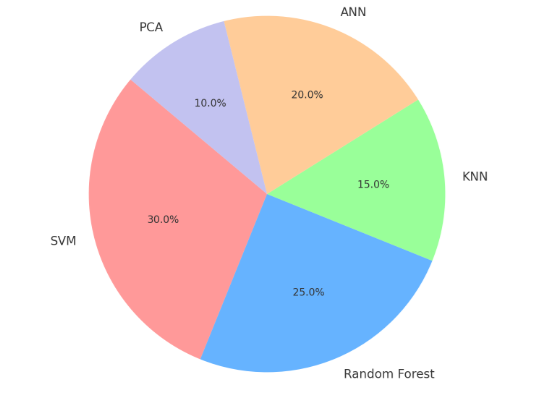 ANN
PCA
20.0%
10.0%
KNN
15.0%
30.0%
SVM
25.0%
Random Forest